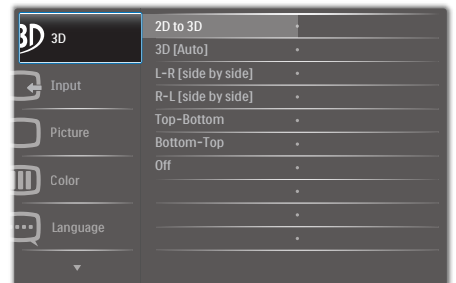 3D 3D
Input
Picture
Color
Language
2D to 3D
3D [Auto]
L-R [side by side]
R-L [side by side]
Top-Bottom
Bottom-Top
Off